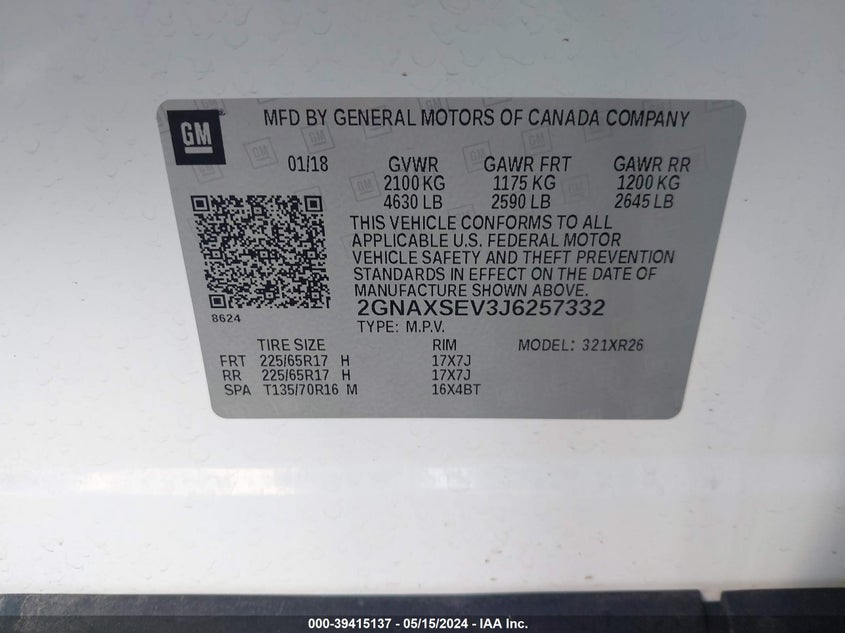 GM
MFD BY GENERAL MOTORS OF CANADA COMPANY
01/18 GVWR GAWR FRT GAWR RR
2100 KG 1175 KG 1200 KG
4630 LB 2590 LB 2645 LB
THIS VEHICLE CONFORMS TO ALL
APPLICABLE U.S. FEDERAL MOTOR
VEHICLE SAFETY AND THEFT PREVENTION
STANDARDS IN EFFECT ON THE DATE OF
MANUFACTURE SHOWN ABOVE.
8624
2GNAXSEV3J6257332
TYPE: M.P.V.
TIRE SIZE RIM MODEL: 321XR26
FRT 225/65R17 H 17X7J
RR 225/65R17 H 17X7J
SPA T135/70R16 M 16X4BT
000-39415137 - 05/15/2024 - IAA Inc.